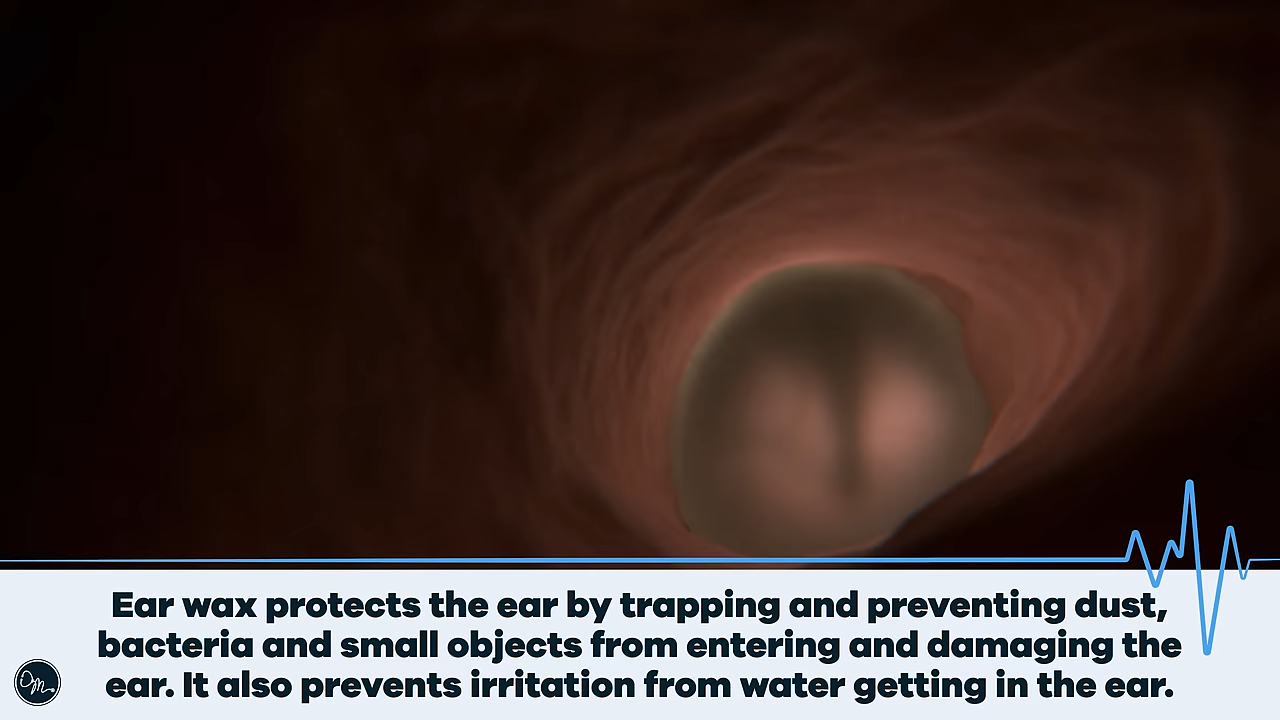 Ear wax protects the ear by trapping and preventing dust,
bacteria and small objects from entering and damaging the
ear. It also prevents irritation from water getting in the ear.
DM